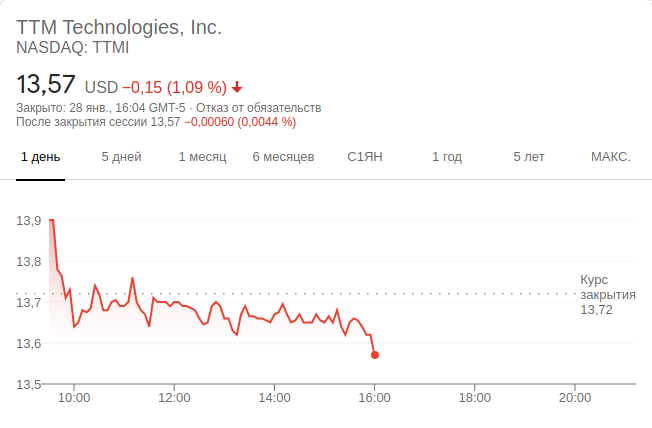 TTM Technologies, Inc.
NASDAQ: TTMI
13,57 USD −0,15 (1,09 %)
Закрыто: 28 янв., 16:04 GMT-5 · Отказ от обязательств
После закрытия сессии 13,57 −0,00060 (0,0044 %)
1 день 5 дней 1 месяц 6 месяцев С1ЯН 1 год 5 лет МАКС.
13,9
13,8
Курс
закрытия
13,72
13,7
13,6
13,5
10:00 12:00 14:00 16:00 18:00 20:00